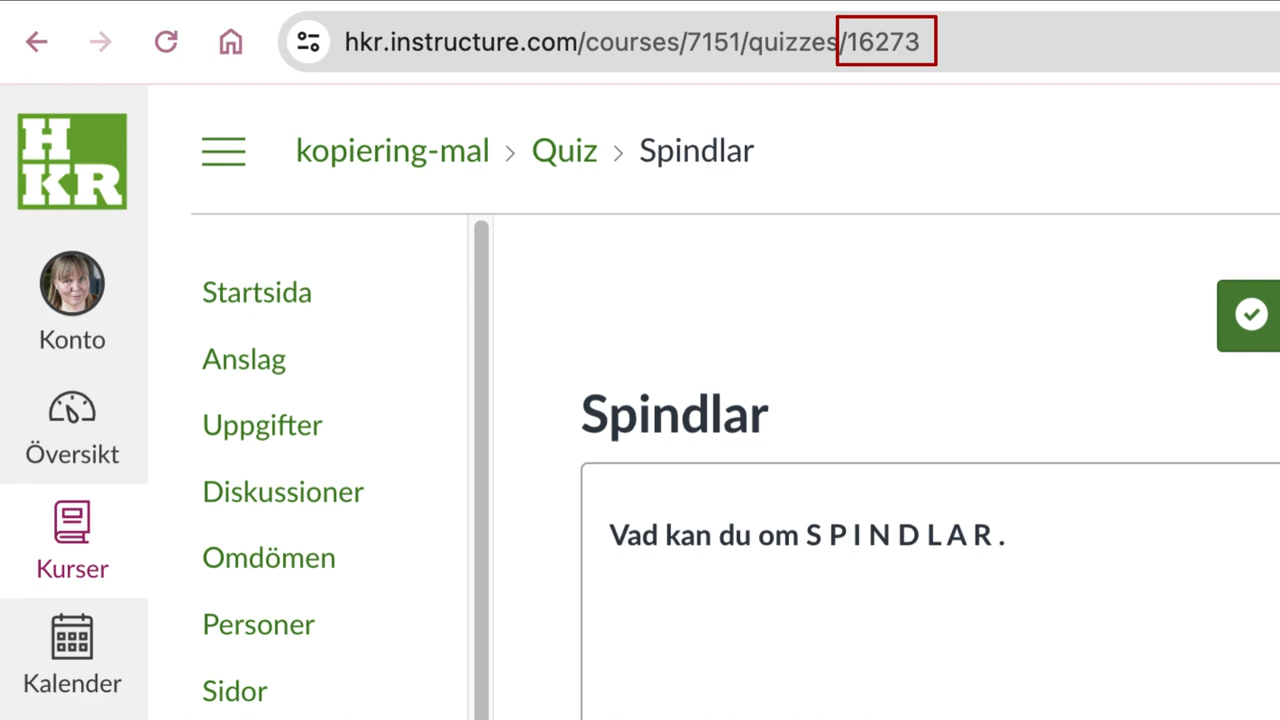 hkr.instructure.com/courses/7151/quizzes/16273
HKR
kopiering-mal > Quiz > Spindlar
Konto
Översikt
Kurser
Kalender
Startsida
Anslag
Uppgifter
Diskussioner
Omdömen
Personer
Sidor
Spindlar
Vad kan du om S P I N D L A R .